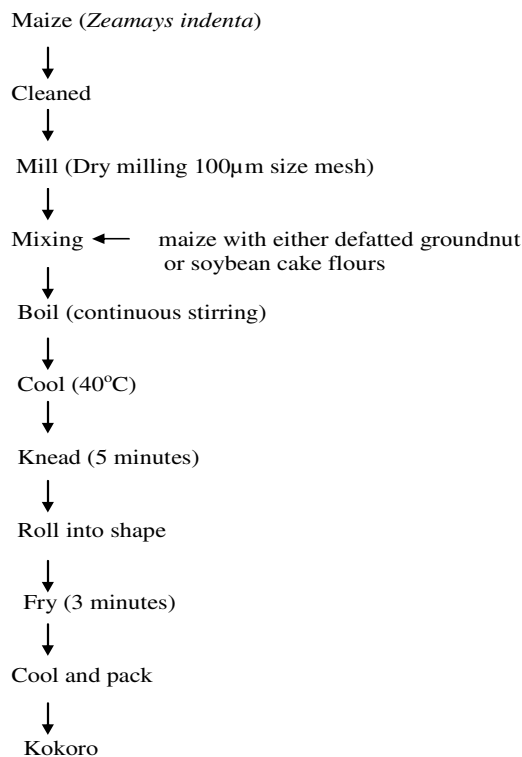 Maize (Zeamays indenta)
Cleaned
Mill (Dry milling 100µm size mesh)
Mixing maize with either defatted groundnut
or soybean cake flours
Boil (continuous stirring)
Cool (40°C)
Knead (5 minutes)
Roll into shape
Fry (3 minutes)
Cool and pack
Kokoro